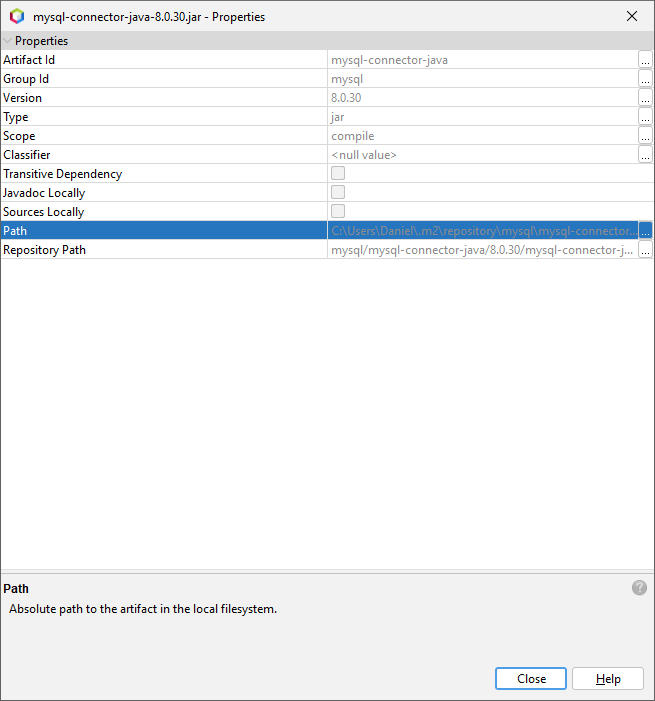 mysql-connector-java-8.0.30.jar - Properties
Properties
Artifact Id mysql-connector-java ...
Group Id mysql ...
Version 8.0.30 ...
Type jar ...
Scope compile ...
Classifier <null value> ...
Transitive Dependency
Javadoc Locally
Sources Locally
Path C:\Users\Daniel\.m2\repository\mysql\mysql-connector... ...
Repository Path mysql/mysql-connector-java/8.0.30/mysql-connector-j... ...
Path ?
Absolute path to the artifact in the local filesystem.
Close Help